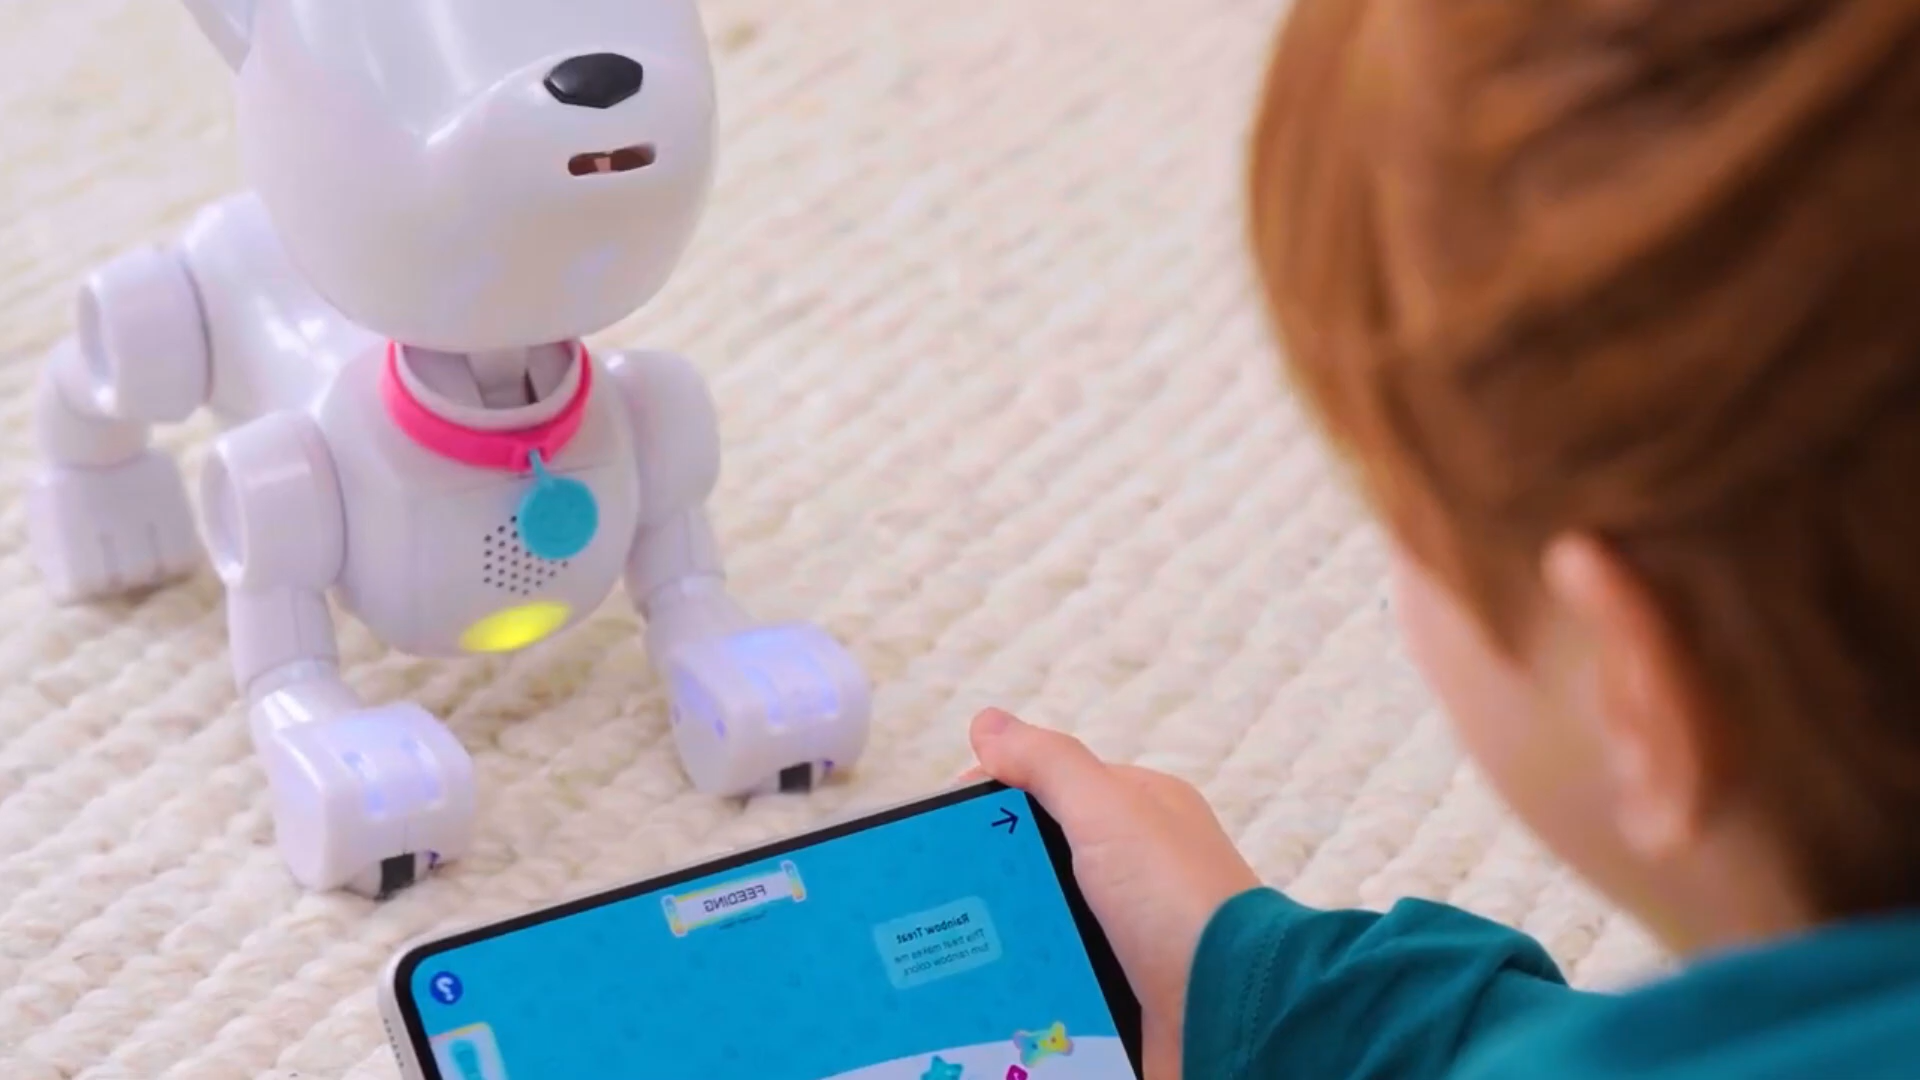 FEEDING
Rainbow Treat
This treat makes me
turn rainbow colors
?